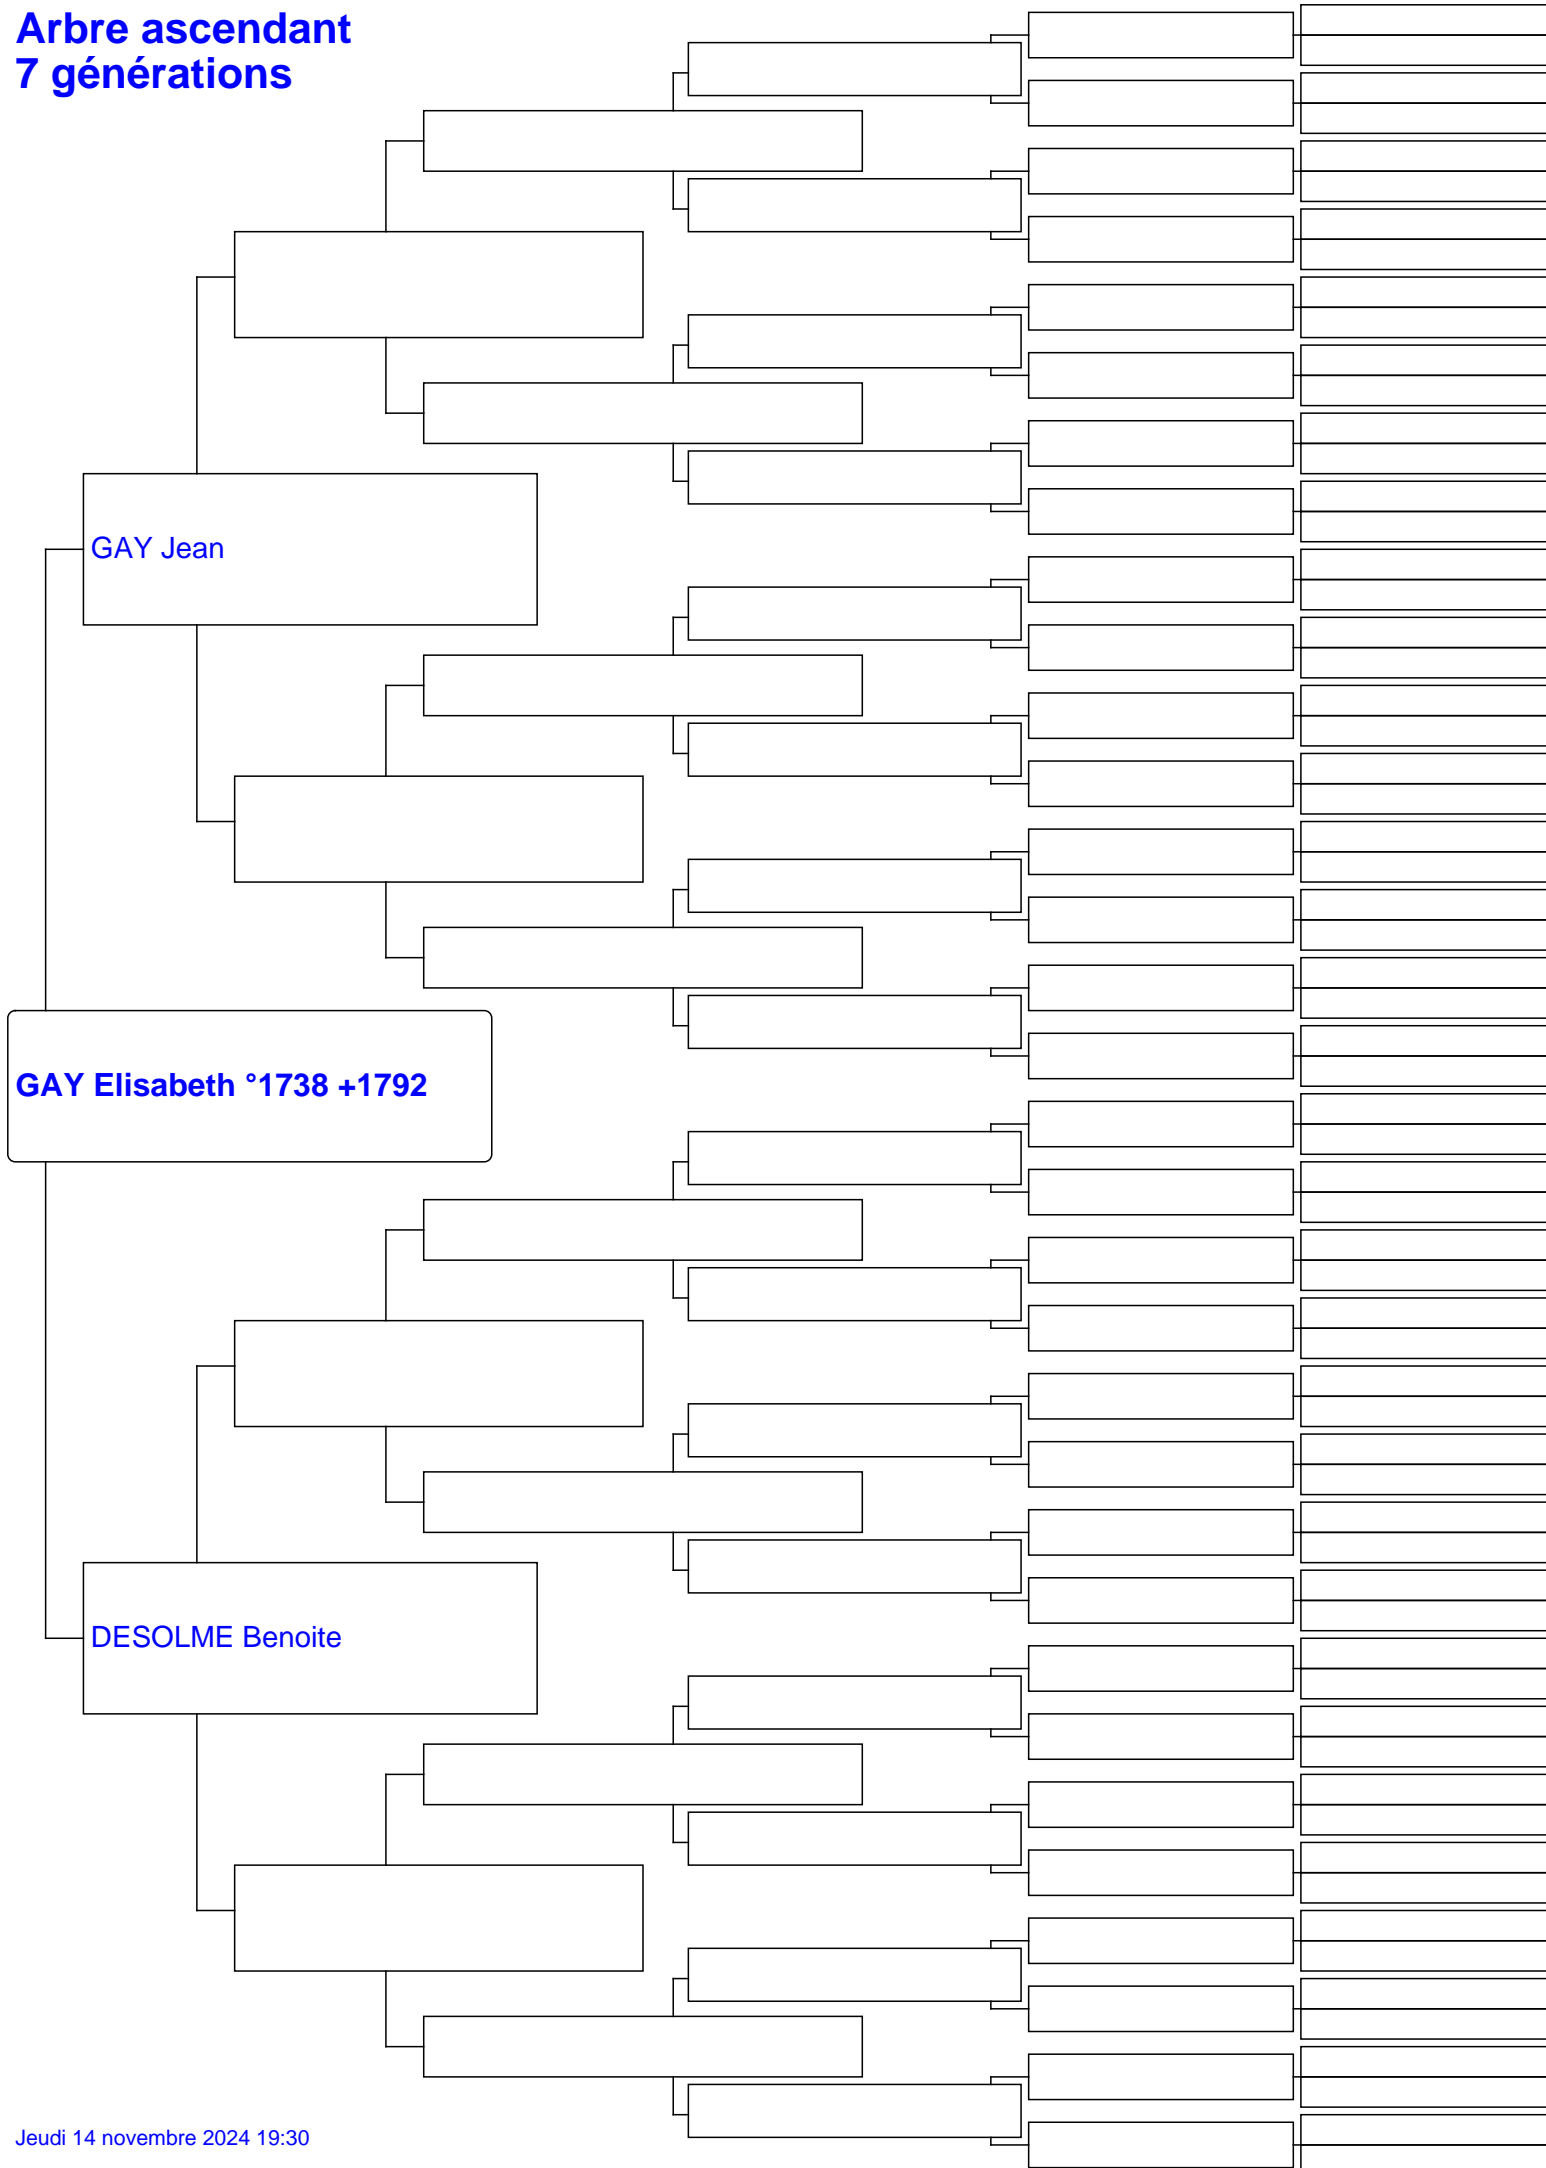 Arbre ascendant
7 générations
GAY Jean
GAY Elisabeth °1738 +1792
DESOLME Benoite
Jeudi 14 novembre 2024 19:30